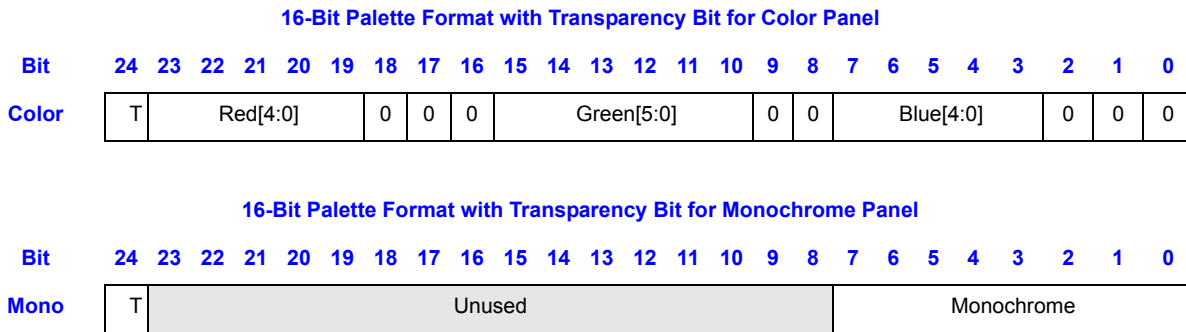 16-Bit Palette Format with Transparency Bit for Color Panel
Bit 24 23 22 21 20 19 18 17 16 15 14 13 12 11 10 9 8 7 6 5 4 3 2 1 0
Color T Red[4:0] 0 0 0 Green[5:0] 0 0 Blue[4:0] 0 0 0
16-Bit Palette Format with Transparency Bit for Monochrome Panel
Bit 24 23 22 21 20 19 18 17 16 15 14 13 12 11 10 9 8 7 6 5 4 3 2 1 0
Mono T Unused Monochrome